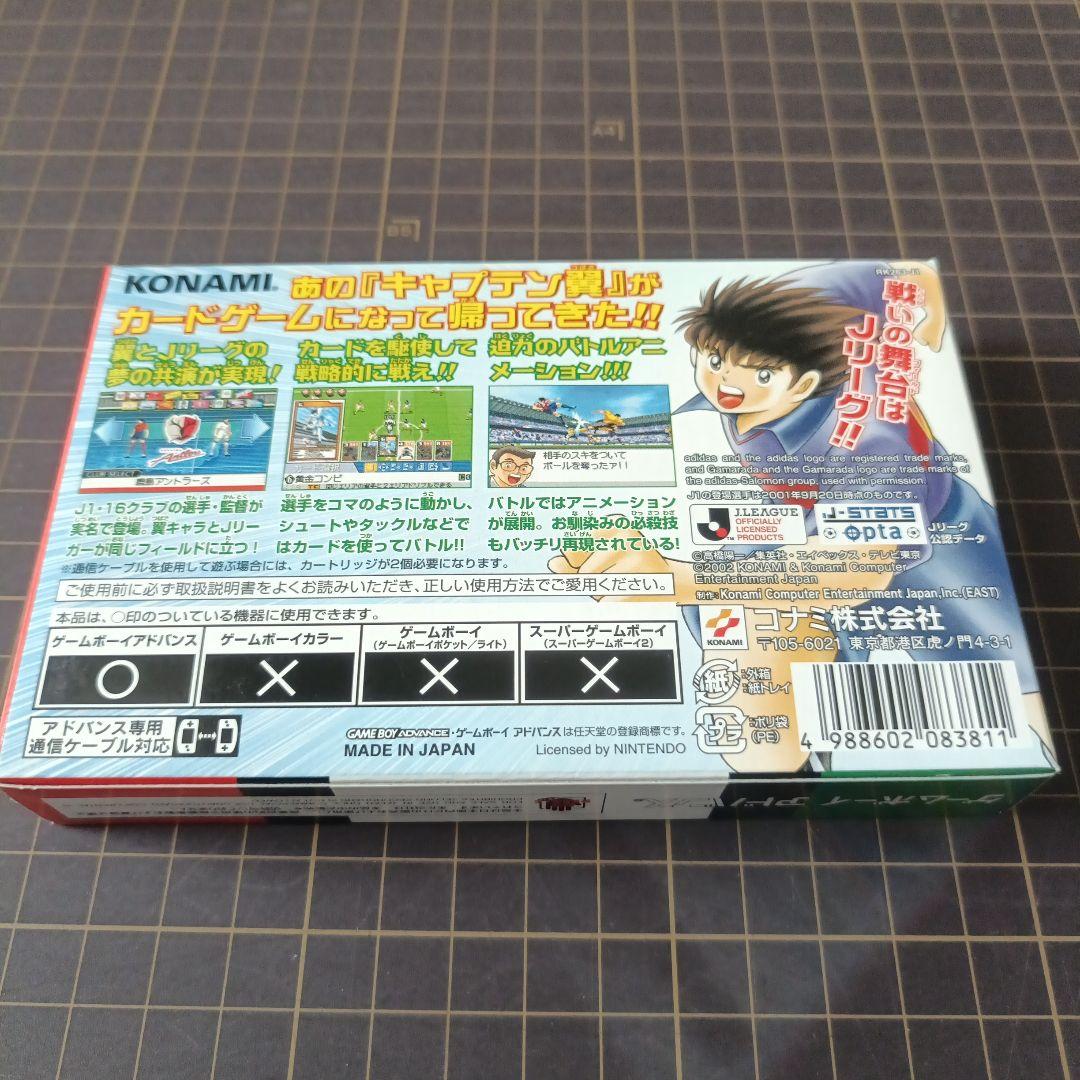 A4
B6
KONAMI
あの『キャプテン翼』が
カードゲームになって帰ってきた!!
翼とJリーグの
夢の共演が実現!
カードを駆使して
戦略的に戦え!!
迫力のバトルアニ
メーション!!!
鹿島アントラーズ
⑥黄金コンビ
相手のスキをついて
ボールを奪ったァ!!
J1・16クラブの選手・監督が
実名で登場。翼キャラとJリー
ガーが同じフィールドに立つ!
選手をコマのように動かし、
シュートやタックルなどで
はカードを使ってバトル!!
バトルではアニメーション
が展開。お馴染みの必殺技
もバッチリ再現されている!
※通信ケーブルを使用して遊ぶ場合には、カートリッジが2個必要になります。
ご使用前に必ず取扱説明書をよくお読みいただき、正しい使用方法でご愛用ください。
本品は、○印のついている機器に使用できます。
ゲームボーイアドバンス
ゲームボーイカラー
ゲームボーイ
(ゲームボーイポケット/ライト)
スーパーゲームボーイ
(スーパーゲームボーイ2)
○
×
×
×
アドバンス専用
通信ケーブル対応
GAME BOY ADVANCE・ゲームボーイ アドバンスは任天堂の登録商標です。
MADE IN JAPAN
Licensed by NINTENDO
RK263-J1
戦いの舞台は
Jリーグ!!
adidas and the adidas logo are registered trade marks,
and Gamarada and the Gamarada logo are trade marks of
the adidas-Salomon group, used with permission.
J1の登場選手は2001年9月20日時点のものです。
J.LEAGUE
OFFICIALLY
LICENSED
PRODUCTS
J-STATS
opta
Jリーグ
公認データ
©高橋陽一/集英社・エイベックス・テレビ東京
©2002 KONAMI & Konami Computer
Entertainment Japan
制作:Konami Computer Entertainment Japan,Inc.(EAST)
KONAMI
コナミ株式会社
〒105-6021 東京都港区虎ノ門4-3-1
紙
:外箱
:紙トレイ
プラ
:ポリ袋
(PE)
4 988602 083811
ゲームボーイ アドバンス